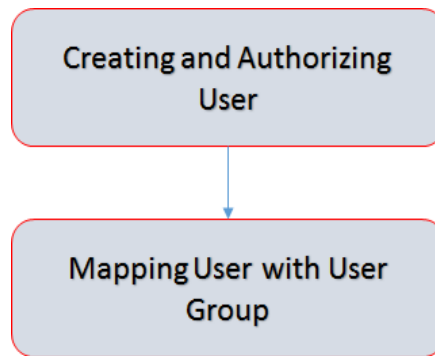 Creating and Authorizing
User
Mapping User with User
Group